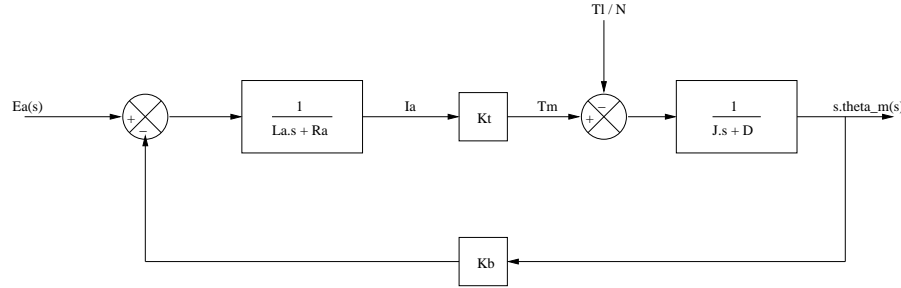 Tl / N
Ea(s)
+
−
1
La.s + Ra
Ia
Kt
Tm
−
+
1
J.s + D
s.theta_m(s)
Kb